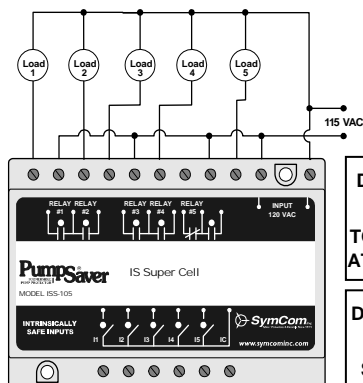 Load 1
Load 2
Load 3
Load 4
Load 5
115 VAC
RELAY #1
RELAY #2
RELAY #3
RELAY #4
RELAY #5
INPUT 120 VAC
PumpSaver
IS Super Cell
MODEL ISS-105
INTRINSICALLY SAFE INPUTS
I1 I2 I3 I4 I5 IC
SymCom
www.symcominc.com
D
TO
AT
D
S